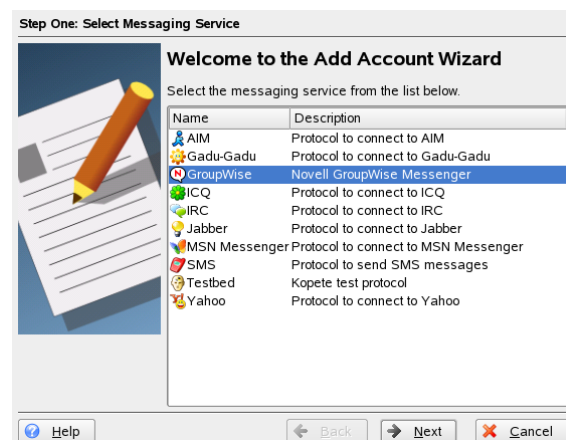 Step One: Select Messaging Service
Welcome to the Add Account Wizard
Select the messaging service from the list below.
Name Description
AIM Protocol to connect to AIM
Gadu-Gadu Protocol to connect to Gadu-Gadu
GroupWise Novell GroupWise Messenger
ICQ Protocol to connect to ICQ
IRC Protocol to connect to IRC
Jabber Protocol to connect to Jabber
MSN Messenger Protocol to connect to MSN Messenger
SMS Protocol to send SMS messages
Testbed Kopete test protocol
Yahoo Protocol to connect to Yahoo
Help Back Next Cancel